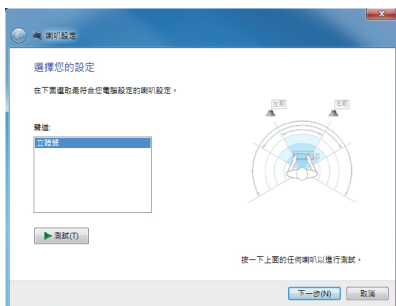 喇叭設定
選擇您的設定
在下面選取最符合您電腦設定的喇叭設定。
左前
右前
聲道:
立體聲
測試(T)
按一下上面的任何喇叭以進行測試。
下一步(N)
取消